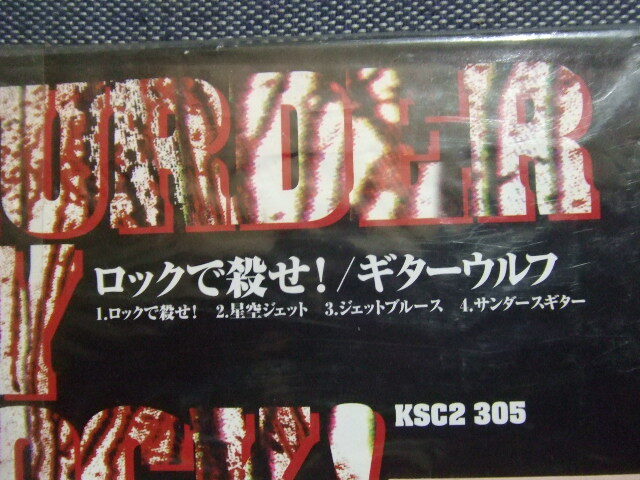 URDER
Y
ロックで殺せ!/ギターウルフ
1.ロックで殺せ! 2.星空ジェット 3.ジェットブルース 4.サンダースギター
KSC2 305
OCK!